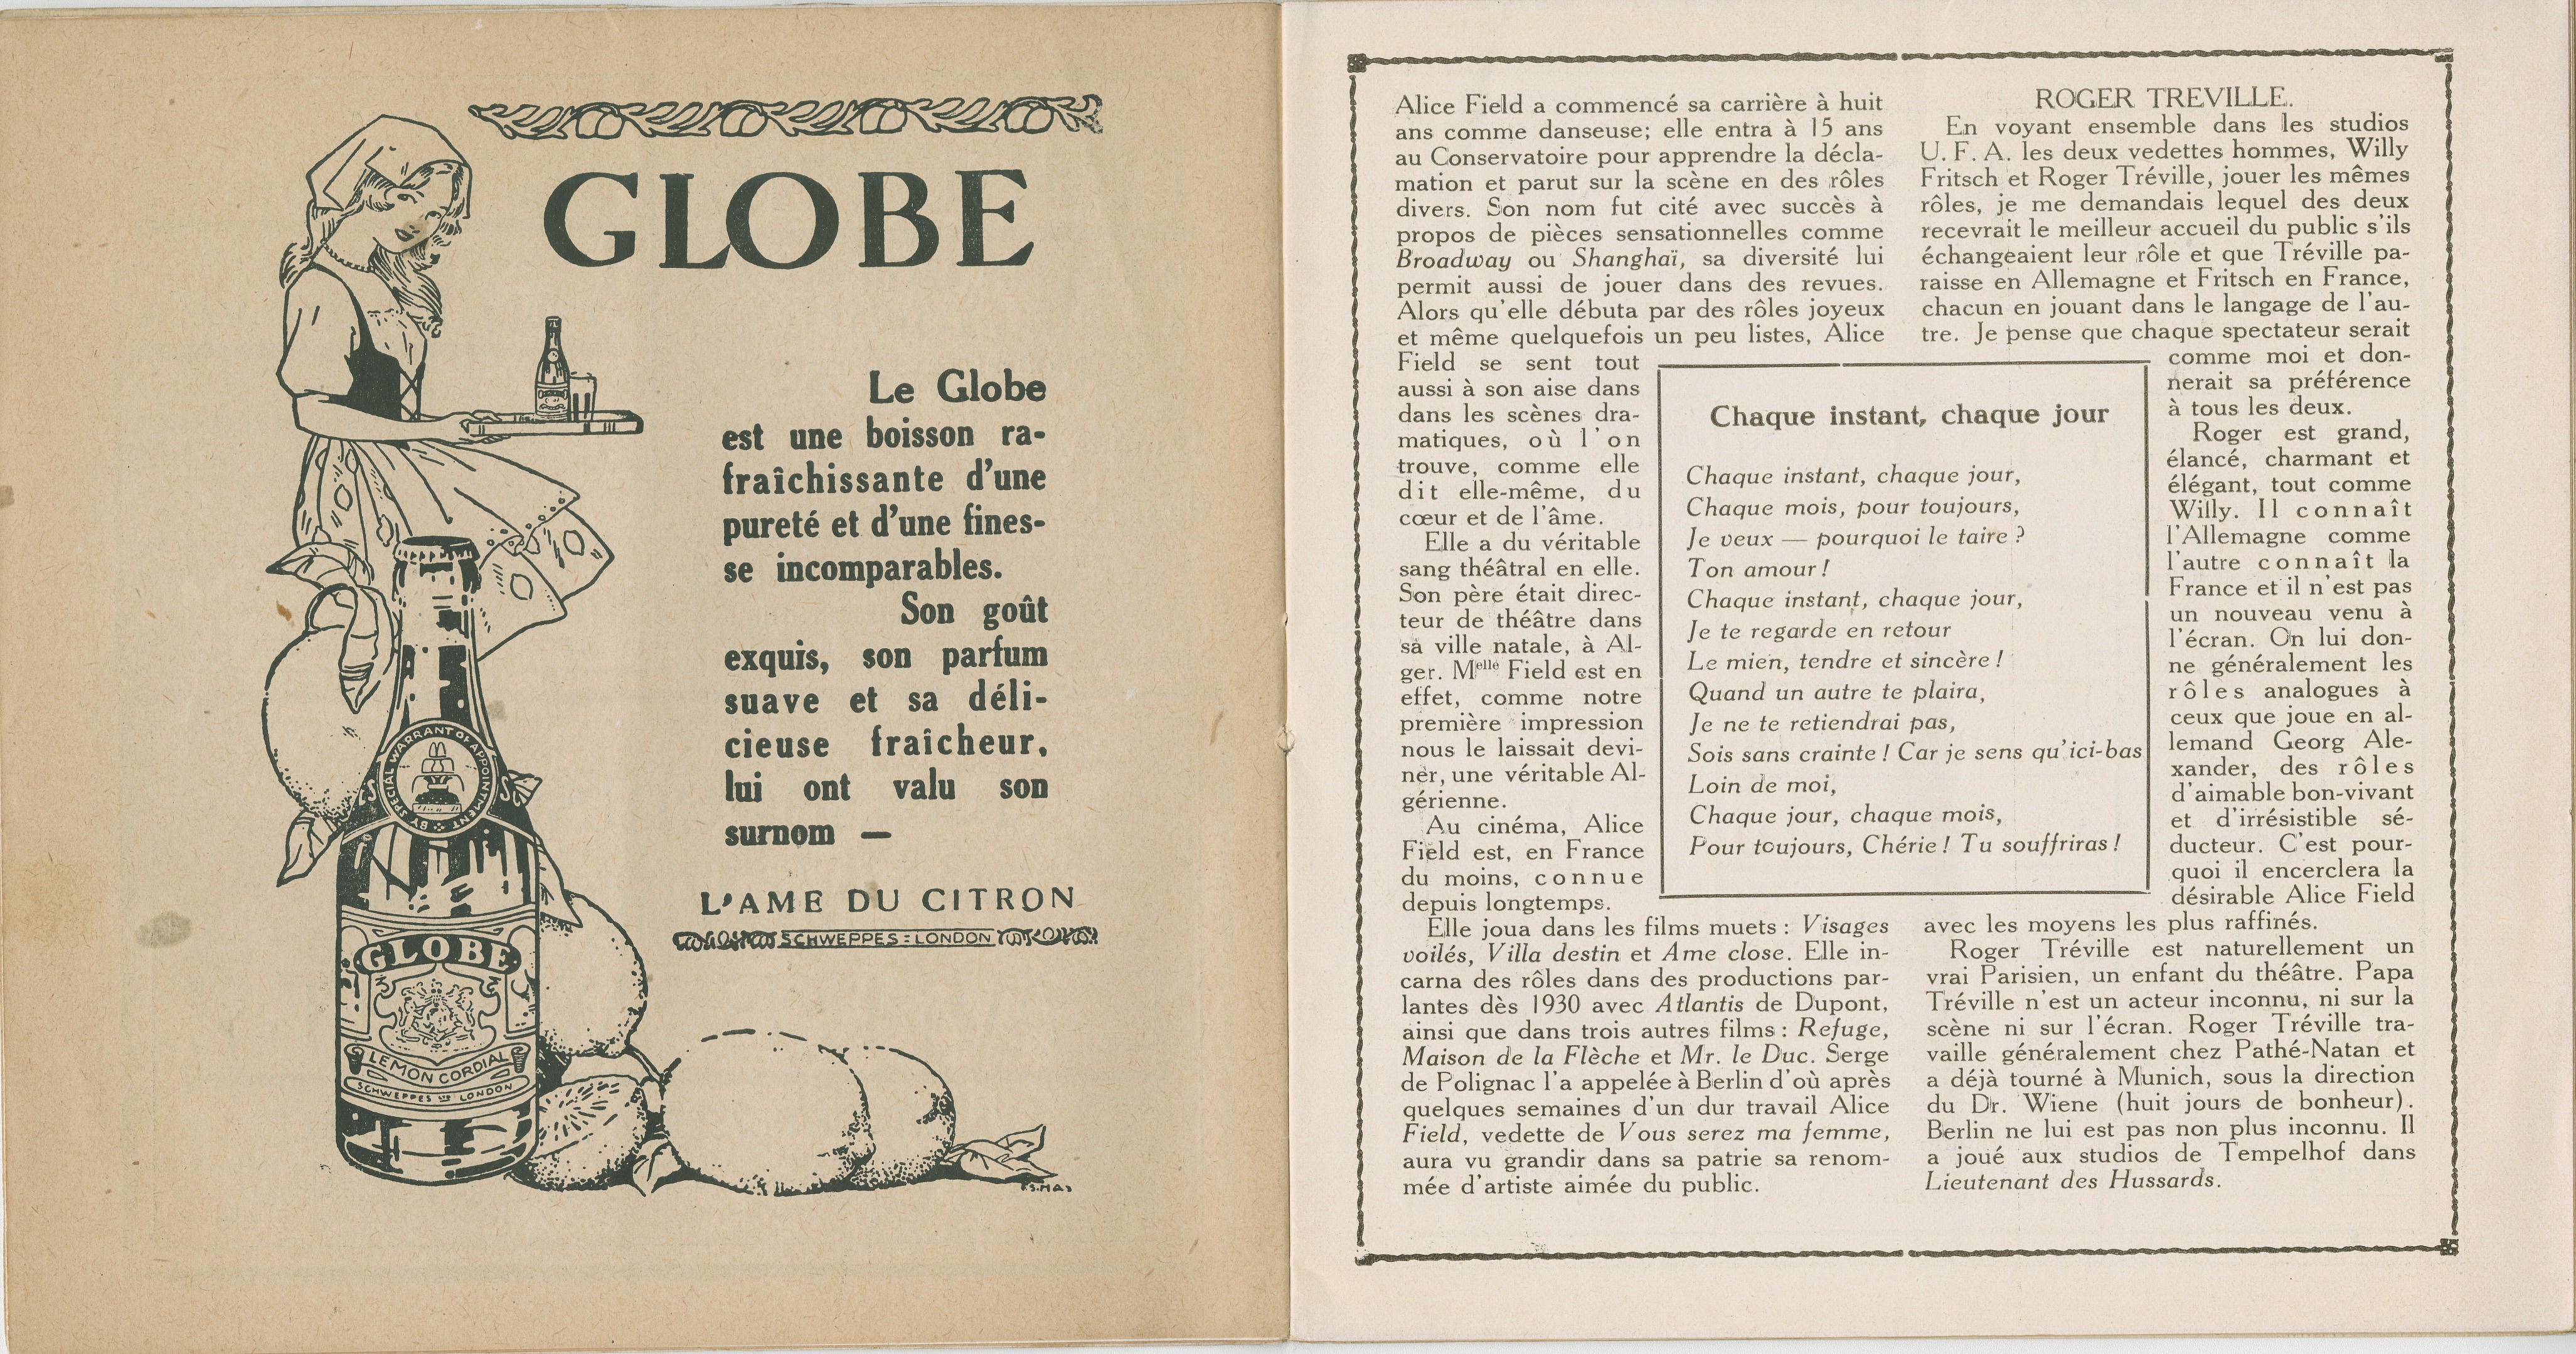 GLOBE
Le Globe
est une boisson ra-
fraîchissante d'une
pureté et d'une fines-
se incomparables.
Son goût
exquis, son parfum
suave et sa déli-
cieuse fraîcheur,
lui ont valu son
surnom —
L'AME DU CITRON
SCHWEPPES = LONDON
BY SPECIAL WARRANT OF APPOINTMENT
GLOBE
LEMON CORDIAL
SCHWEPPES LTD LONDON
Alice Field a commencé sa carrière à huit
ans comme danseuse; elle entra à 15 ans
au Conservatoire pour apprendre la décla-
mation et parut sur la scène en des rôles
divers. Son nom fut cité avec succès à
propos de pièces sensationnelles comme
Broadway ou Shanghaï, sa diversité lui
permit aussi de jouer dans des revues.
Alors qu'elle débuta par des rôles joyeux
et même quelquefois un peu listes, Alice
Field se sent tout
aussi à son aise dans
dans les scènes dra-
matiques, où l'on
trouve, comme elle
dit elle-même, du
cœur et de l'âme.
Elle a du véritable
sang théâtral en elle.
Son père était direc-
teur de théâtre dans
sa ville natale, à Al-
ger. Melle Field est en
effet, comme notre
première impression
nous le laissait devi-
ner, une véritable Al-
gérienne.
Au cinéma, Alice
Field est, en France
du moins, connue
depuis longtemps.
Elle joua dans les films muets : Visages
voilés, Villa destin et Ame close. Elle in-
carna des rôles dans des productions par-
lantes dès 1930 avec Atlantis de Dupont,
ainsi que dans trois autres films : Refuge,
Maison de la Flèche et Mr. le Duc. Serge
de Polignac l'a appelée à Berlin d'où après
quelques semaines d'un dur travail Alice
Field, vedette de Vous serez ma femme,
aura vu grandir dans sa patrie sa renom-
mée d'artiste aimée du public.
Chaque instant, chaque jour
Chaque instant, chaque jour,
Chaque mois, pour toujours,
Je veux — pourquoi le taire ?
Ton amour !
Chaque instant, chaque jour,
Je te regarde en retour
Le mien, tendre et sincère !
Quand un autre te plaira,
Je ne te retiendrai pas,
Sois sans crainte ! Car je sens qu'ici-bas
Loin de moi,
Chaque jour, chaque mois,
Pour toujours, Chérie ! Tu souffriras !
ROGER TREVILLE.
En voyant ensemble dans les studios
U. F. A. les deux vedettes hommes, Willy
Fritsch et Roger Tréville, jouer les mêmes
rôles, je me demandais lequel des deux
recevrait le meilleur accueil du public s'ils
échangeaient leur rôle et que Tréville pa-
raisse en Allemagne et Fritsch en France,
chacun en jouant dans le langage de l'au-
tre. Je pense que chaque spectateur serait
comme moi et don-
nerait sa préférence
à tous les deux.
Roger est grand,
élancé, charmant et
élégant, tout comme
Willy. Il connaît
l'Allemagne comme
l'autre connaît la
France et il n'est pas
un nouveau venu à
l'écran. On lui don-
ne généralement les
rôles analogues à
ceux que joue en al-
lemand Georg Ale-
xander, des rôles
d'aimable bon-vivant
et d'irrésistible sé-
ducteur. C'est pour-
quoi il encerclera la
désirable Alice Field
avec les moyens les plus raffinés.
Roger Tréville est naturellement un
vrai Parisien, un enfant du théâtre. Papa
Tréville n'est un acteur inconnu, ni sur la
scène ni sur l'écran. Roger Tréville tra-
vaille généralement chez Pathé-Natan et
a déjà tourné à Munich, sous la direction
du Dr. Wiene (huit jours de bonheur).
Berlin ne lui est pas non plus inconnu. Il
a joué aux studios de Tempelhof dans
Lieutenant des Hussards.